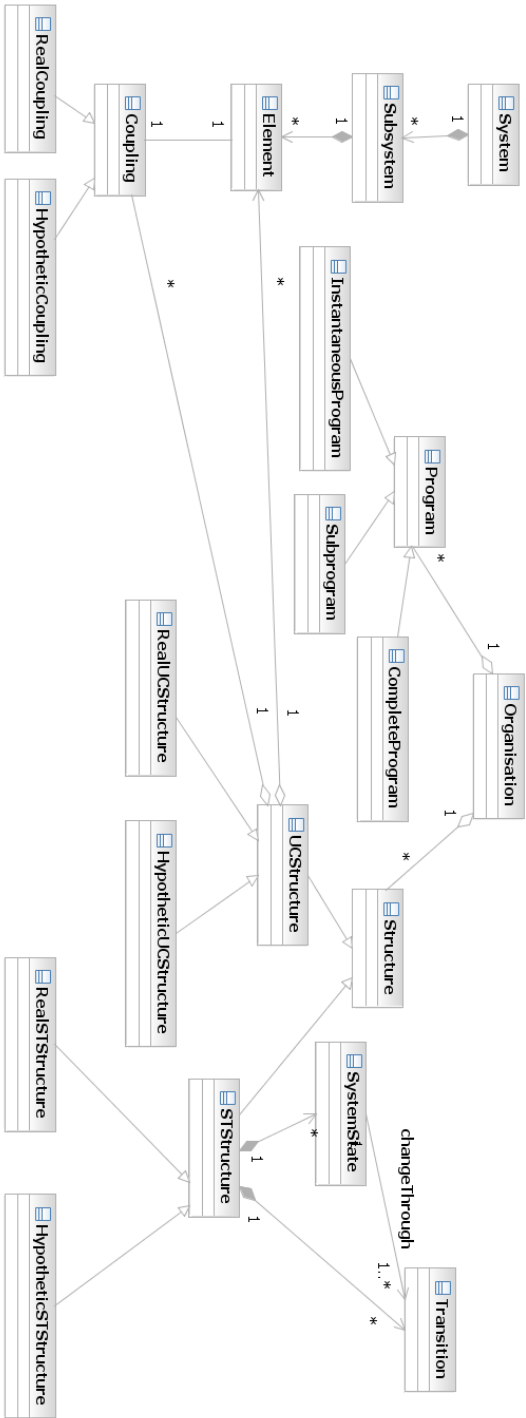 System
1
*
Subsystem
1
*
Element
1
1
Coupling
RealCoupling
HypotheticCoupling
*
*
InstantaneousProgram
Program
*
Subprogram
CompleteProgram
1
Organisation
1
*
Structure
1
1
UCStructure
RealUCStructure
HypotheticUCStructure
SystemState
1
changeThrough
1..*
Transition
*
1
STStructure
1
*
RealSTStructure
HypotheticSTStructure